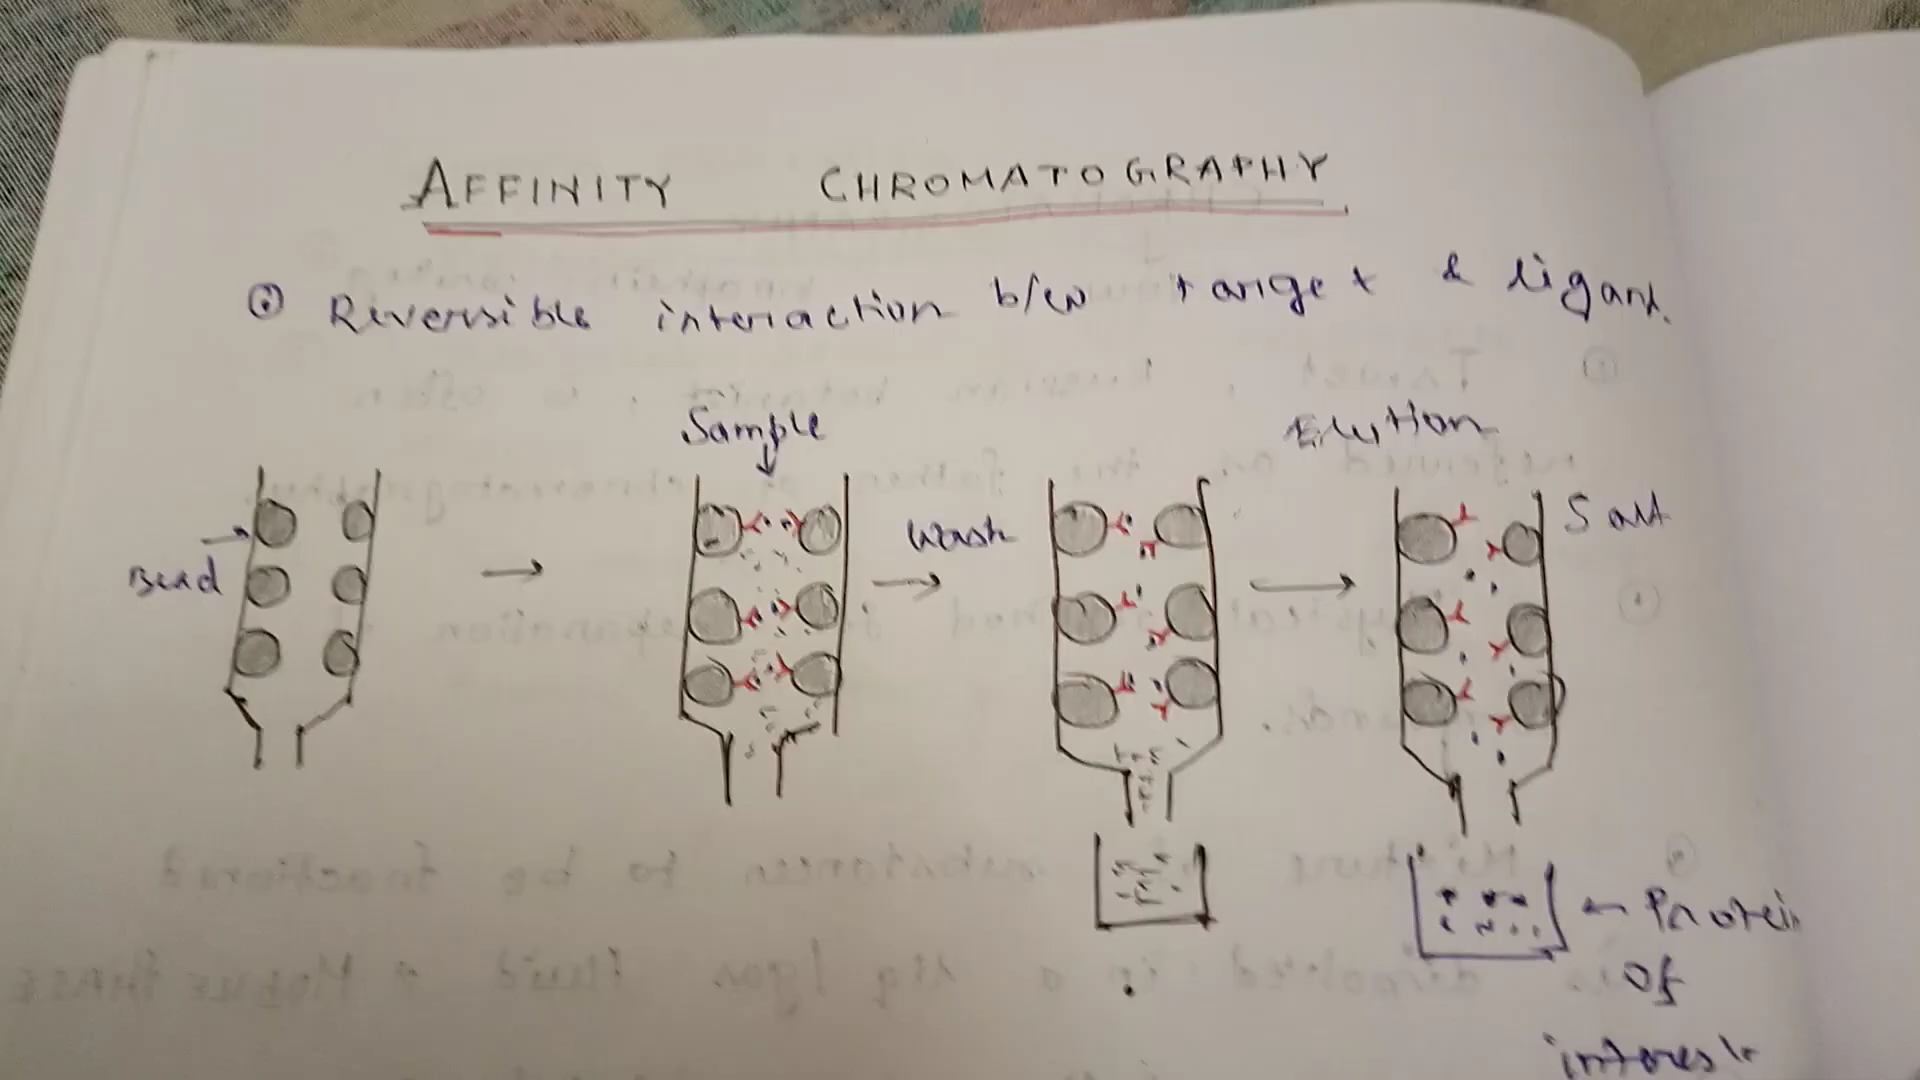 AFFINITY CHROMATOGRAPHY
Reversible interaction b/w target & ligand.
Sample
Elution
Bead
Wash
Salt
← Protein
Of
interest